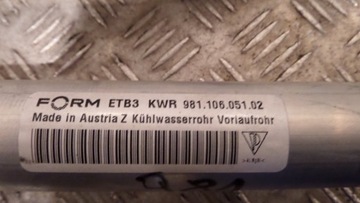 FORM ETB3 KWR 981.106.051.02
Made in Austria Z Kühlwasserrohr Vorlaufrohr